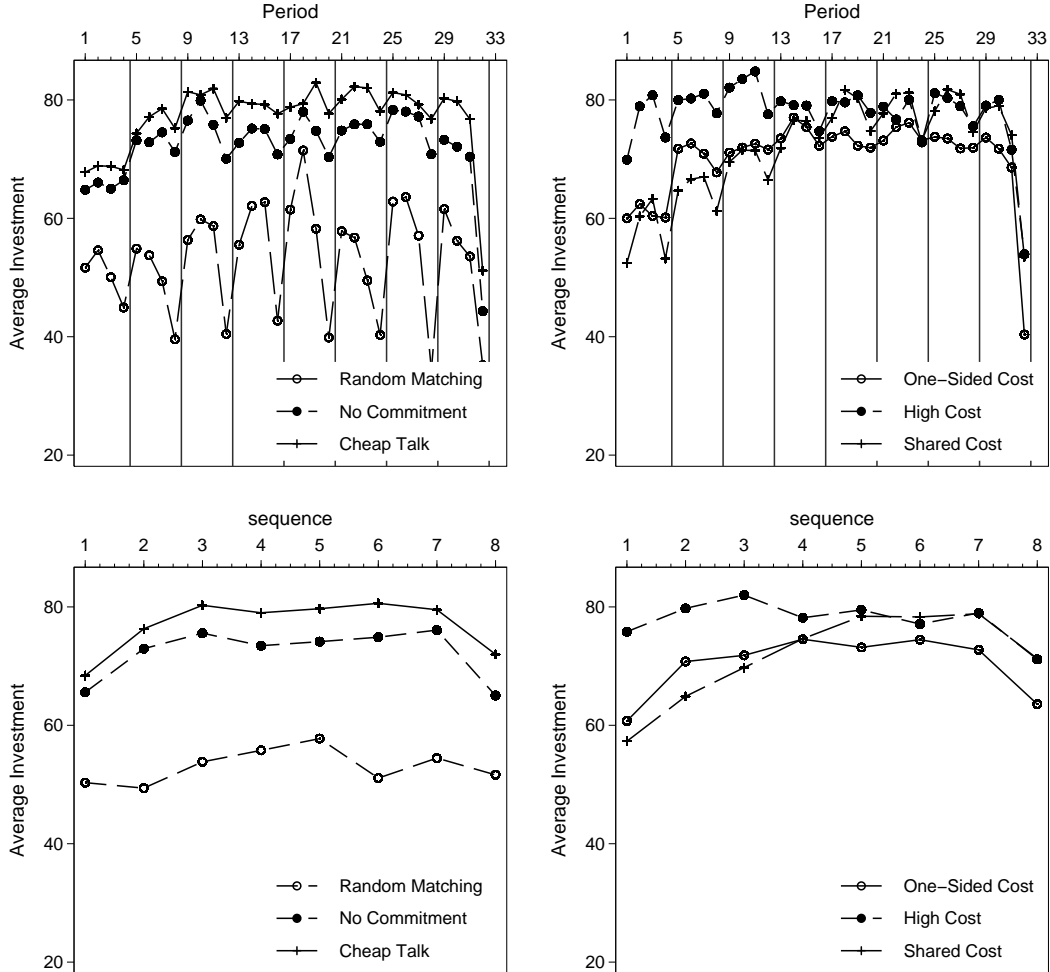 Period
1 5 9 13 17 21 25 29 33
Average Investment
80
60
40
20
Random Matching
No Commitment
Cheap Talk
Period
1 5 9 13 17 21 25 29 33
Average Investment
80
60
40
20
One−Sided Cost
High Cost
Shared Cost
sequence
1 2 3 4 5 6 7 8
Average Investment
80
60
40
20
Random Matching
No Commitment
Cheap Talk
sequence
1 2 3 4 5 6 7 8
Average Investment
80
60
40
20
One−Sided Cost
High Cost
Shared Cost